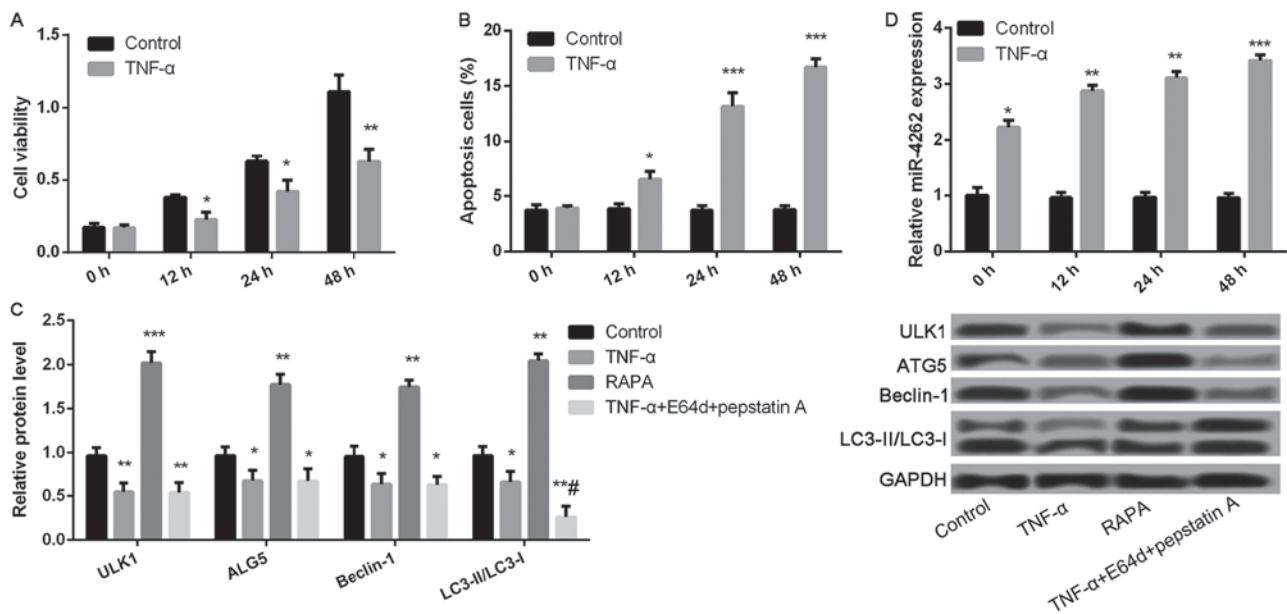 A
Control
TNF-α
Cell viability
1.5
1.0
0.5
0.0
*
*
**
0 h
12 h
24 h
48 h
B
Control
TNF-α
Apoptosis cells (%)
20
15
10
5
0
*
***
***
0 h
12 h
24 h
48 h
D
Control
TNF-α
Relative miR-4262 expression
4
3
2
1
0
*
**
**
***
0 h
12 h
24 h
48 h
C
Control
TNF-α
RAPA
TNF-α+E64d+pepstatin A
Relative protein level
2.5
2.0
1.5
1.0
0.5
0.0
** *** **
* ** *
* ** *
* ** **#
ULK1
ALG5
Beclin-1
LC3-II/LC3-I
ULK1
ATG5
Beclin-1
LC3-II/LC3-I
GAPDH
Control
TNF-α
RAPA
TNF-α+E64d+pepstatin A